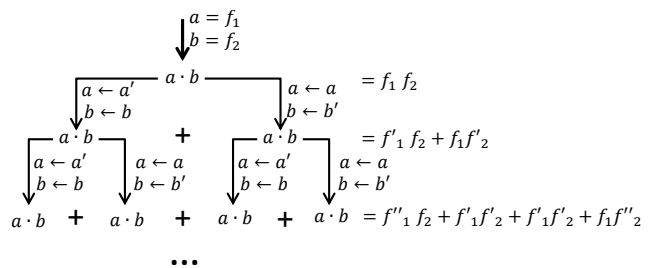 a = f₁
b = f₂
a · b = f₁ f₂
a ← a′ a ← a
b ← b b ← b′
a · b + a · b = f′₁ f₂ + f₁f′₂
a ← a′ a ← a a ← a′ a ← a
b ← b b ← b′ b ← b b ← b′
a · b + a · b + a · b + a · b = f″₁ f₂ + f′₁f′₂ + f′₁f′₂ + f₁f″₂
...